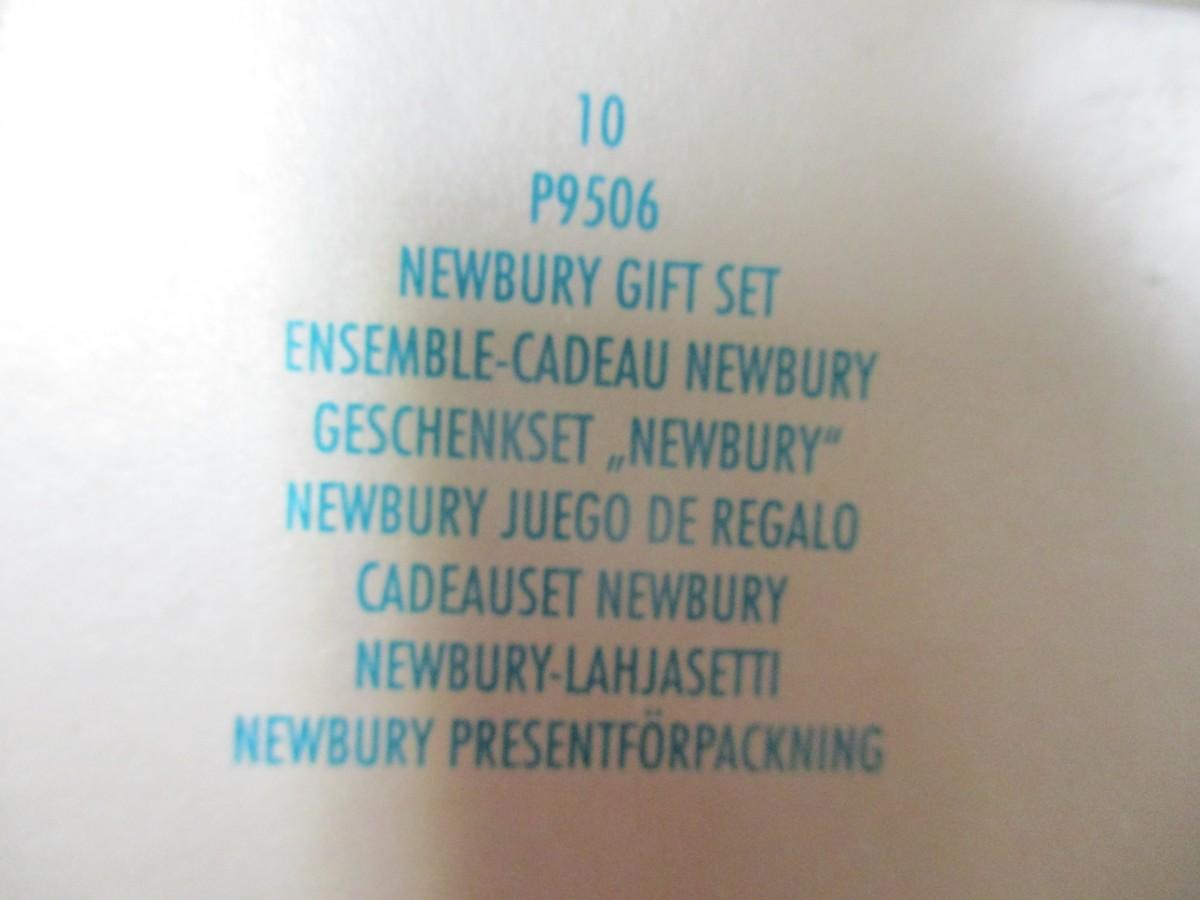 10
P9506
NEWBURY GIFT SET
ENSEMBLE-CADEAU NEWBURY
GESCHENKSET „NEWBURY“
NEWBURY JUEGO DE REGALO
CADEAUSET NEWBURY
NEWBURY-LAHJASETTI
NEWBURY PRESENTFÖRPACKNING